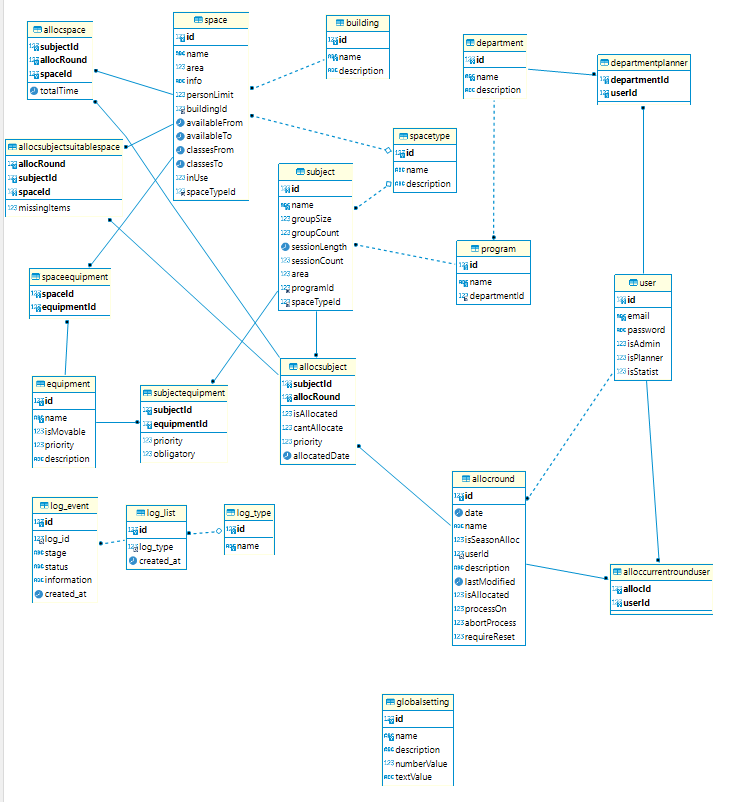 allocspace
subjectId
allocRound
spaceId
totalTime
space
id
name
area
info
personLimit
buildingId
availableFrom
availableTo
classesFrom
classesTo
inUse
spaceTypeId
building
id
name
description
department
id
name
description
departmentplanner
departmentId
userId
allocsubjectsuitablespace
allocRound
subjectId
spaceId
missingItems
spacetype
id
name
description
subject
id
name
groupSize
groupCount
sessionLength
sessionCount
area
programId
spaceTypeId
program
id
name
departmentId
spaceequipment
spaceId
equipmentId
user
id
email
password
isAdmin
isPlanner
isStatist
equipment
id
name
isMovable
priority
description
subjectequipment
subjectId
equipmentId
priority
obligatory
allocsubject
subjectId
allocRound
isAllocated
cantAllocate
priority
allocatedDate
allocround
id
date
name
isSeasonAlloc
userId
description
lastModified
isAllocated
processOn
abortProcess
requireReset
log_event
id
log_id
stage
status
information
created_at
log_list
id
log_type
created_at
log_type
id
name
alloccurrentrounduser
allocId
userId
globalsetting
id
name
description
numberValue
textValue